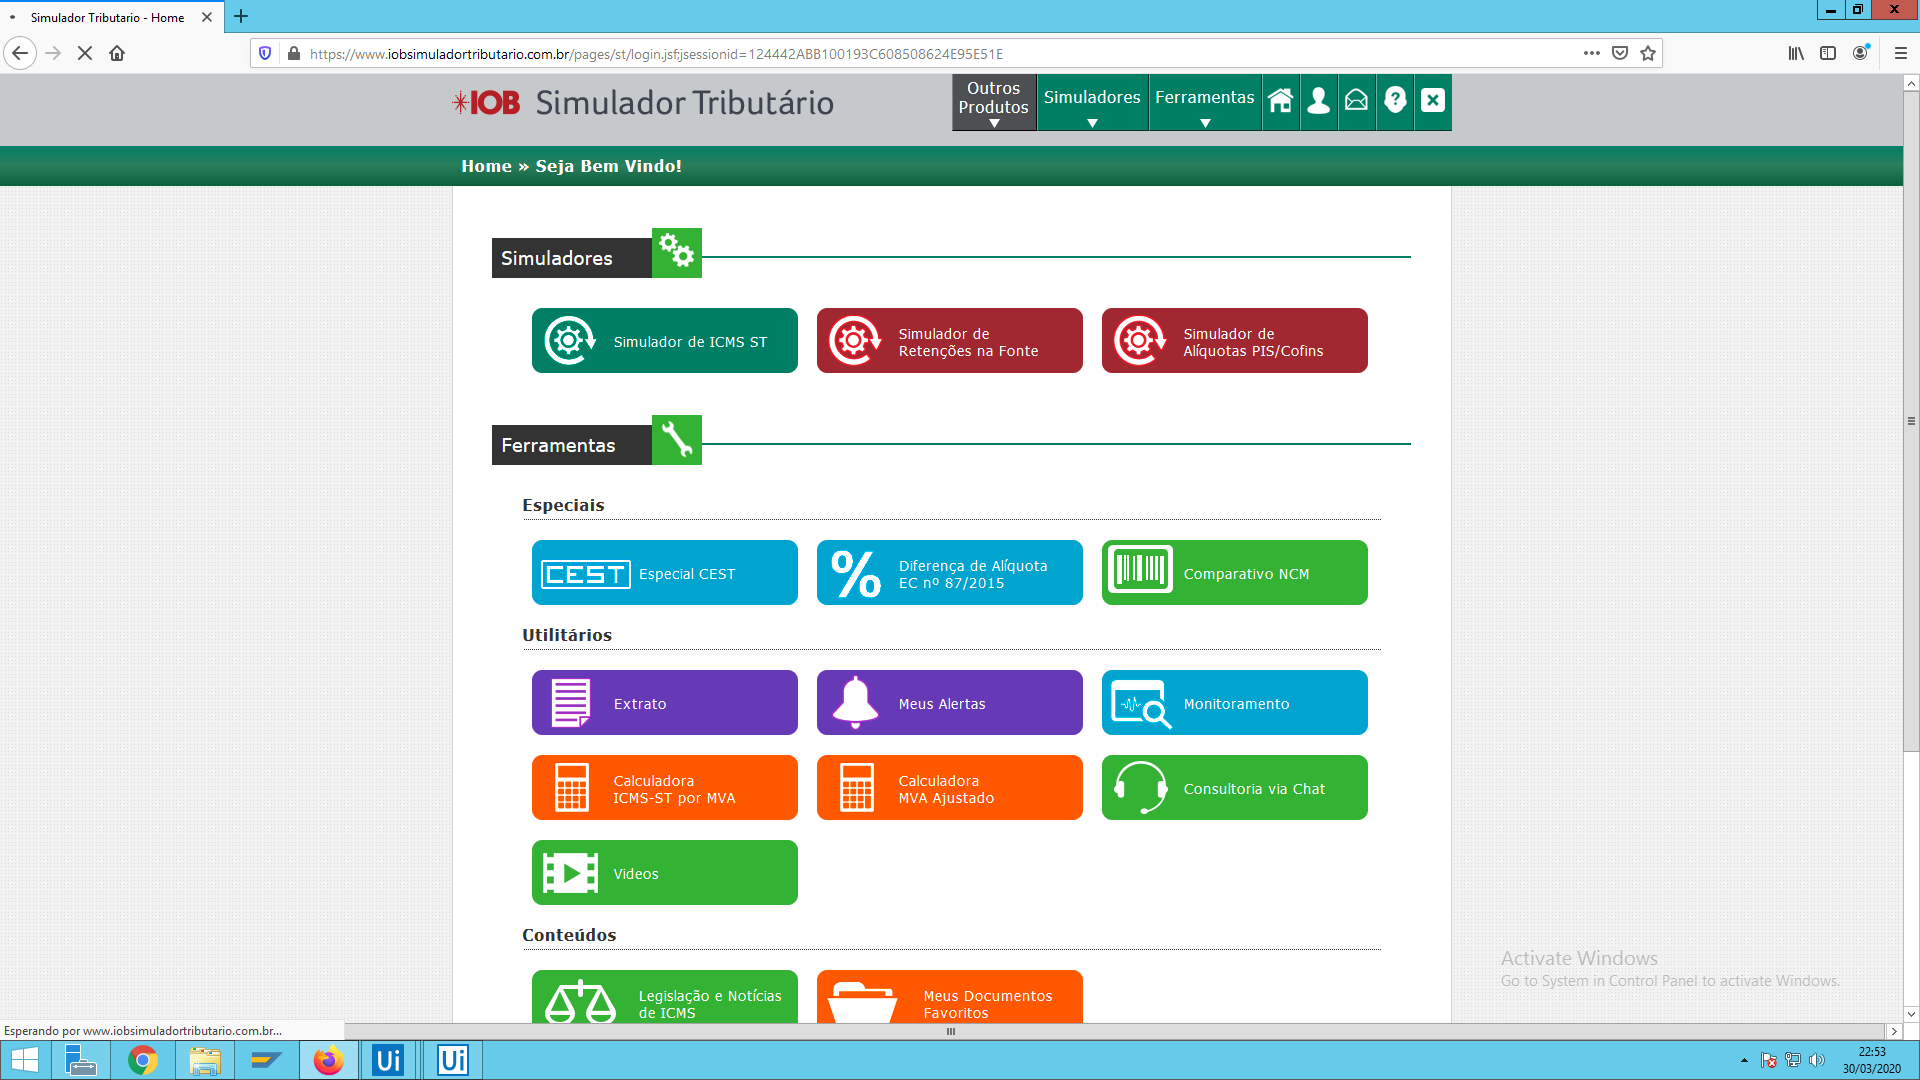 Simulador Tributario - Home
https://www.iobsimuladortributario.com.br/pages/st/login.jsf;jsessionid=124442ABB100193C608508624E95E51E
IOB Simulador Tributário
Outros
Produtos
Simuladores
Ferramentas
Home » Seja Bem Vindo!
Simuladores
Simulador de ICMS ST
Simulador de
Retenções na Fonte
Simulador de
Alíquotas PIS/Cofins
Ferramentas
Especiais
CEST Especial CEST
% Diferença de Alíquota
EC nº 87/2015
Comparativo NCM
Utilitários
Extrato
Meus Alertas
Monitoramento
Calculadora
ICMS-ST por MVA
Calculadora
MVA Ajustado
Consultoria via Chat
Videos
Conteúdos
Legislação e Notícias
de ICMS
Meus Documentos
Favoritos
Activate Windows
Go to System in Control Panel to activate Windows.
Esperando por www.iobsimuladortributario.com.br...
Ui
Ui
22:53
30/03/2020